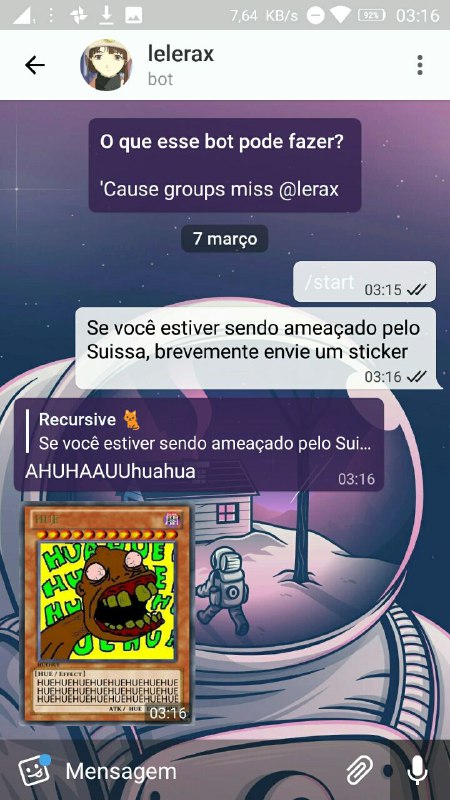 7,64 KB/s 92% 03:16
lelerax
bot
O que esse bot pode fazer?
'Cause groups miss @lerax
7 março
/start 03:15
Se você estiver sendo ameaçado pelo
Suissa, brevemente envie um sticker
03:16
Recursive
Se você estiver sendo ameaçado pelo Sui...
AHUHAAUUhuahua
03:16
HUE
[HUE / EFFECT]
HUEHUEHUEHUEHUEHUEHUEHUE
HUEHUEHUEHUEHUEHUEHUEHUE
HUEHUEHUEHUEHUEHUEHUEHUE
ATK / HUE
03:16
Mensagem